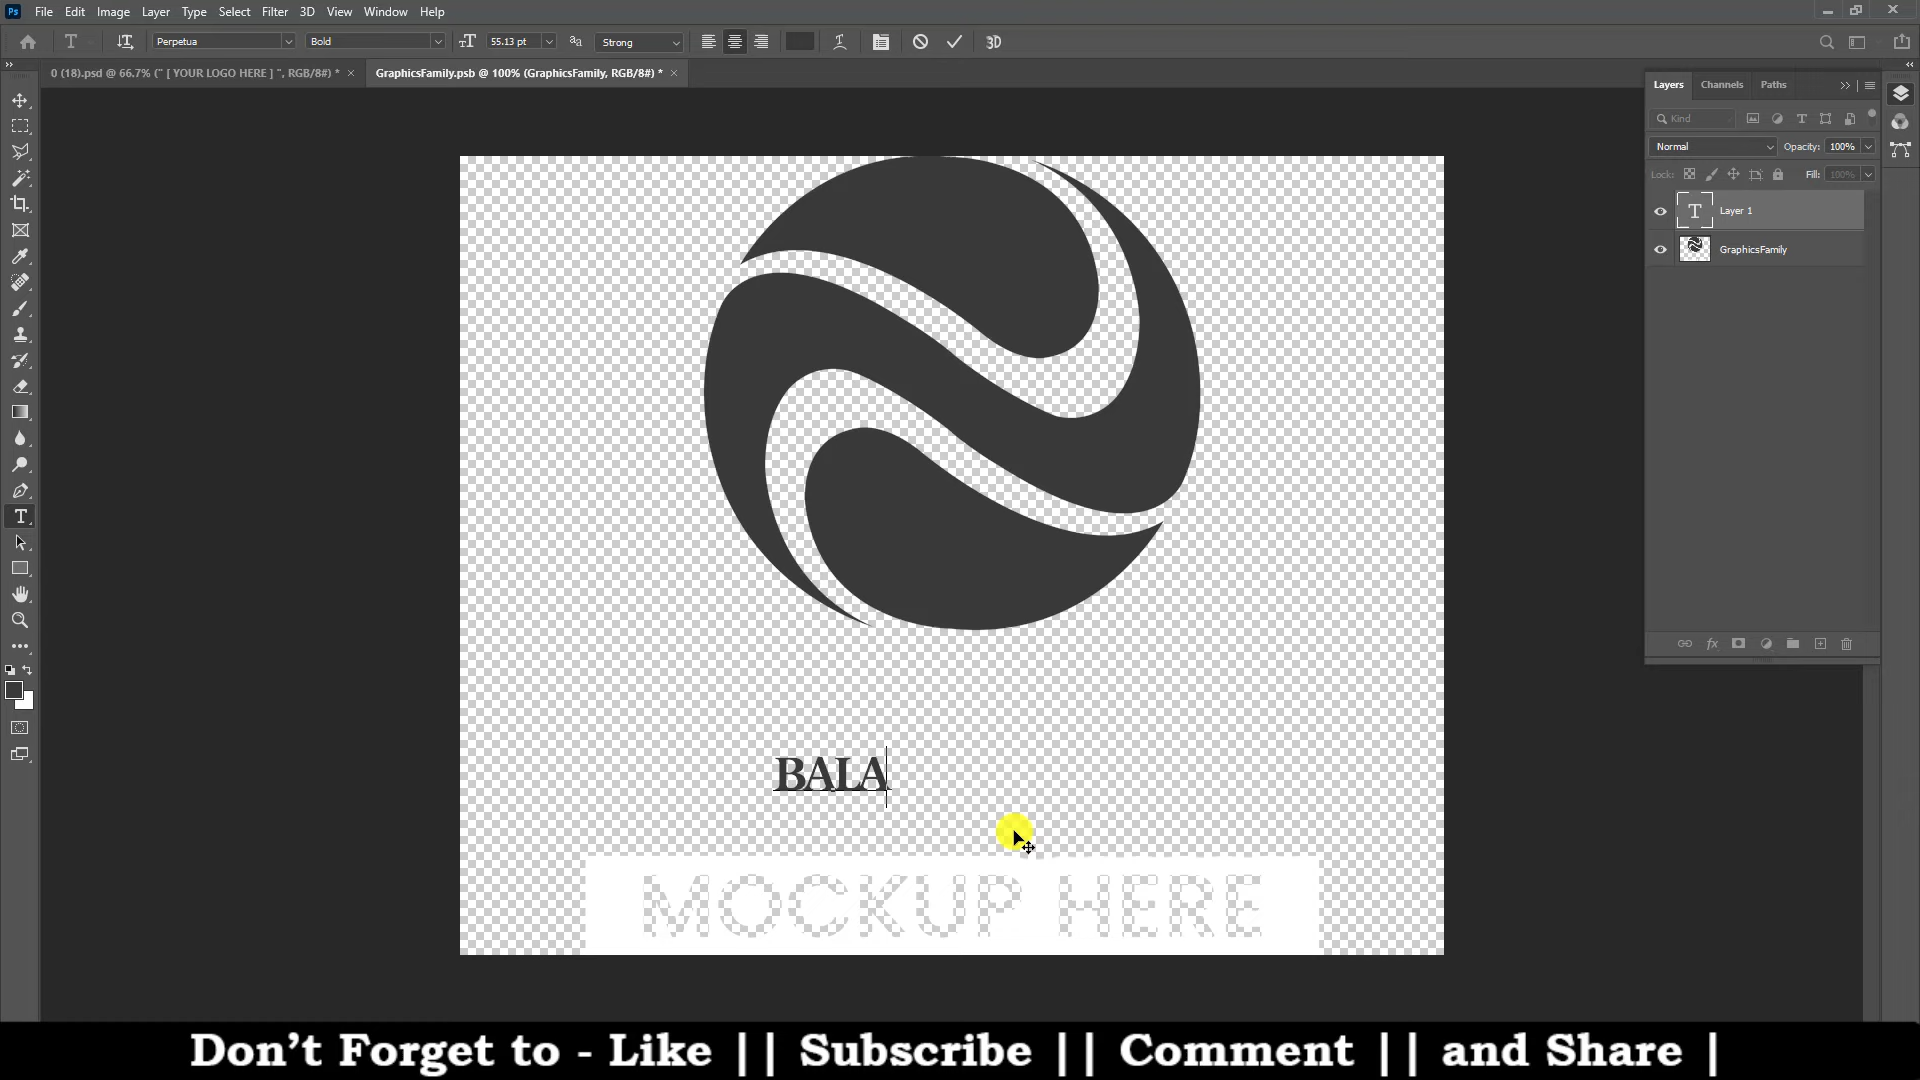 Ps File Edit Image Layer Type Select Filter 3D View Window Help
Perpetua Bold 55.13 pt Strong 3D
0 (18).psd @ 66.7% (" [ YOUR LOGO HERE ] ", RGB/8#) * × GraphicsFamily.psb @ 100% (GraphicsFamily, RGB/8#) * ×
Layers Channels Paths
Kind
Normal Opacity: 100%
Lock: Fill: 100%
Layer 1
GraphicsFamily
BALA
MOCKUP HERE
Don't Forget to - Like || Subscribe || Comment || and Share |